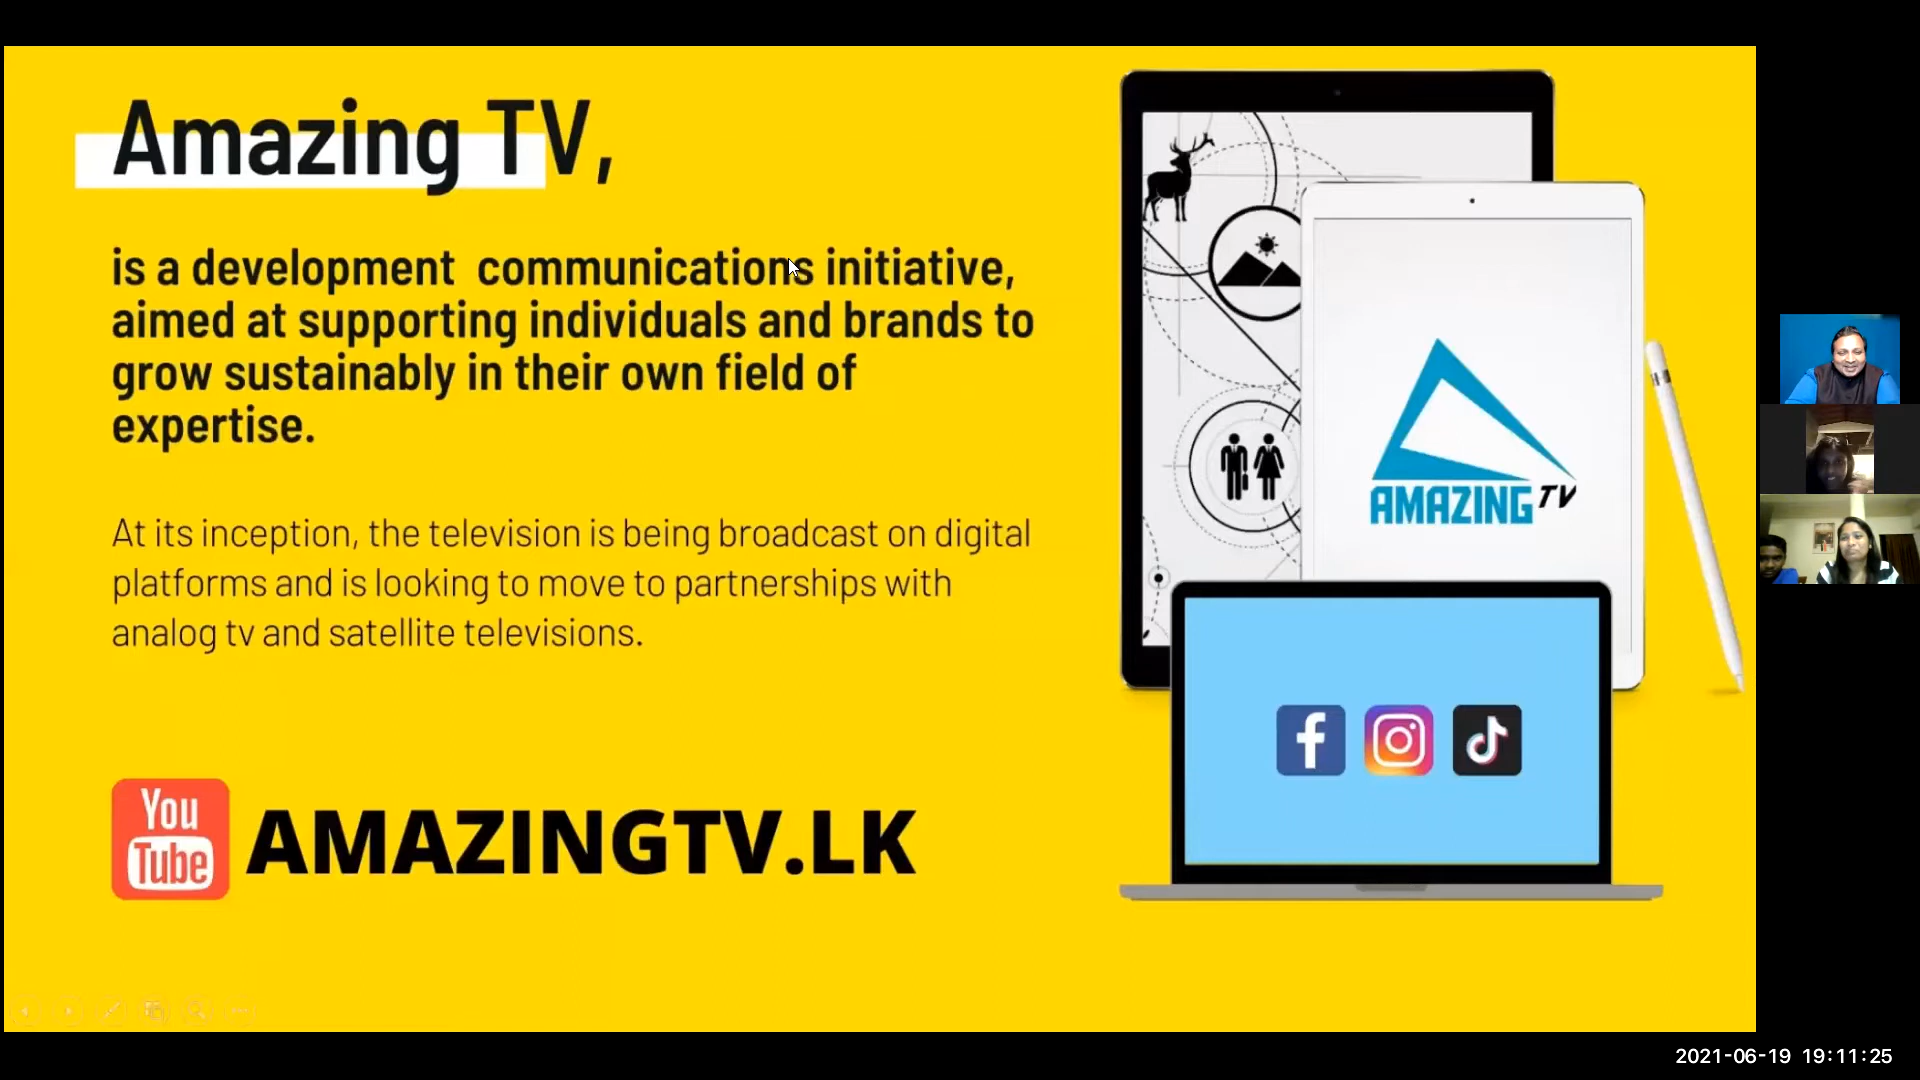 Amazing TV,
is a development  communications initiative,
aimed at supporting individuals and brands to
grow sustainably in their own field of
expertise.
At its inception, the television is being broadcast on digital
platforms and is looking to move to partnerships with
analog tv and satellite televisions.
You
Tube
AMAZINGTV.LK
AMAZING TV
2021-06-19 19:11:25